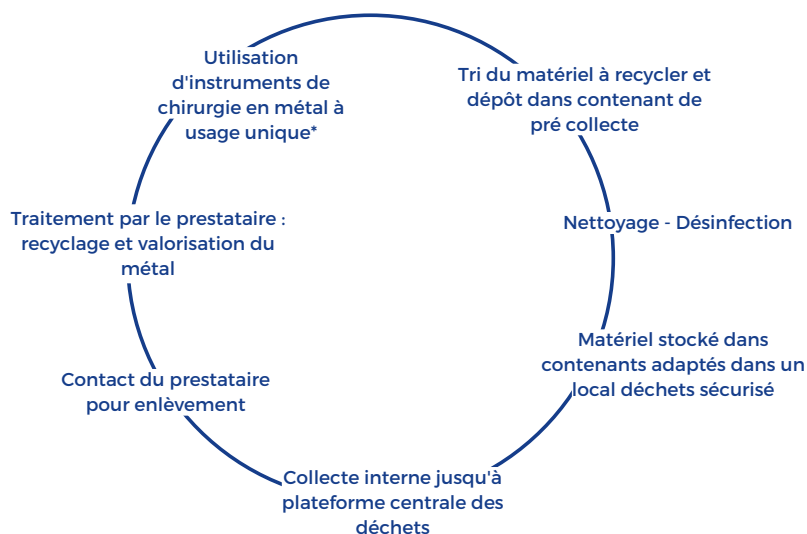 Utilisation
d'instruments de
chirurgie en métal à
usage unique*
Tri du matériel à recycler et
dépôt dans contenant de
pré collecte
Nettoyage - Désinfection
Matériel stocké dans
contenants adaptés dans un
local déchets sécurisé
Collecte interne jusqu'à
plateforme centrale des
déchets
Contact du prestataire
pour enlèvement
Traitement par le prestataire :
recyclage et valorisation du
métal